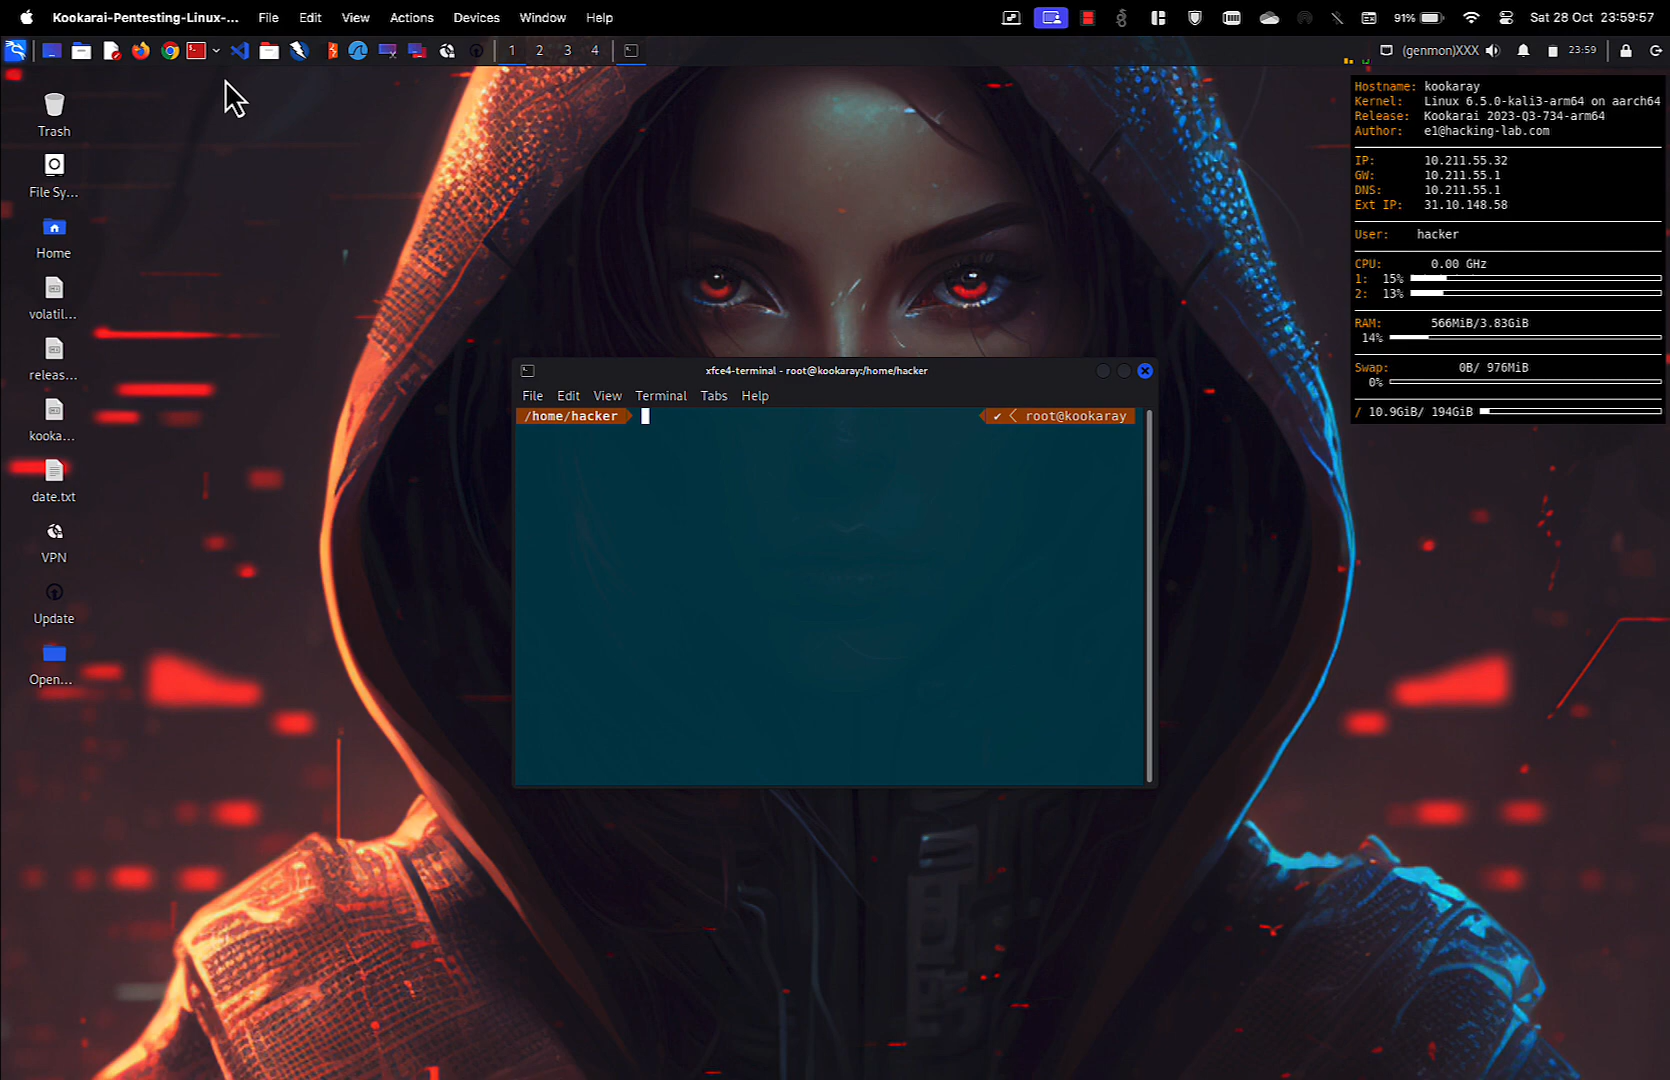 Kookarai-Pentesting-Linux-... File Edit View Actions Devices Window Help 91% Sat 28 Oct 23:59:57
1 2 3 4 (genmon)XXX 23:59
Trash
File Sy...
Home
volatil...
releas...
kooka...
date.txt
VPN
Update
Open...
xfce4-terminal - root@kookaray:/home/hacker
File Edit View Terminal Tabs Help
/home/hacker root@kookaray
Hostname: kookaray
Kernel: Linux 6.5.0-kali3-arm64 on aarch64
Release: Kookarai 2023-Q3-734-arm64
Author: e1@hacking-lab.com
IP: 10.211.55.32
GW: 10.211.55.1
DNS: 10.211.55.1
Ext IP: 31.10.148.58
User: hacker
CPU: 0.00 GHz
1: 15%
2: 13%
RAM: 566MiB/3.83GiB
14%
Swap: 0B/ 976MiB
0%
/ 10.9GiB/ 194GiB